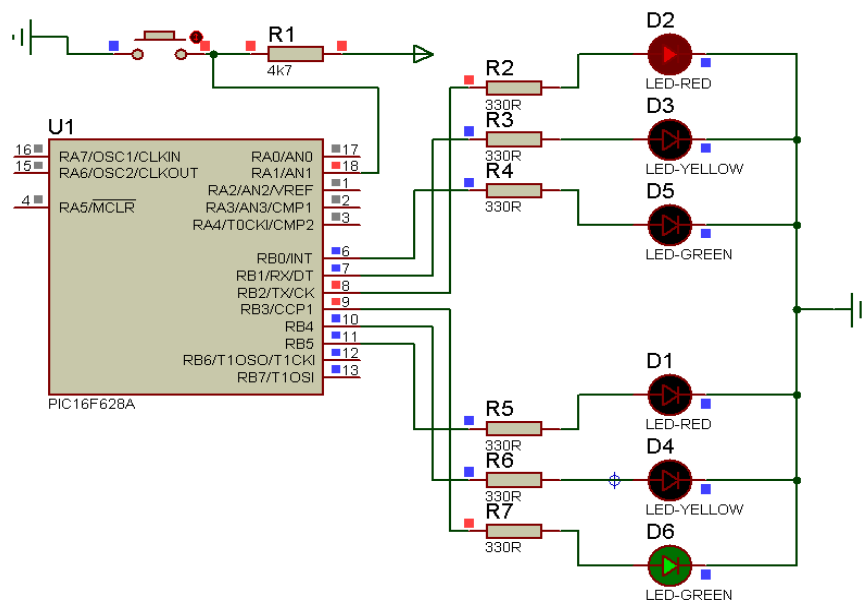 R1
4k7
U1
16
RA7/OSC1/CLKIN
15
RA6/OSC2/CLKOUT
4
RA5/MCLR
RA0/AN0
17
RA1/AN1
18
RA2/AN2/VREF
1
RA3/AN3/CMP1
2
RA4/T0CKI/CMP2
3
RB0/INT
6
RB1/RX/DT
7
RB2/TX/CK
8
RB3/CCP1
9
RB4
10
RB5
11
RB6/T1OSO/T1CKI
12
RB7/T1OSI
13
PIC16F628A
R2
330R
R3
330R
R4
330R
D2
LED-RED
D3
LED-YELLOW
D5
LED-GREEN
R5
330R
R6
330R
R7
330R
D1
LED-RED
D4
LED-YELLOW
D6
LED-GREEN